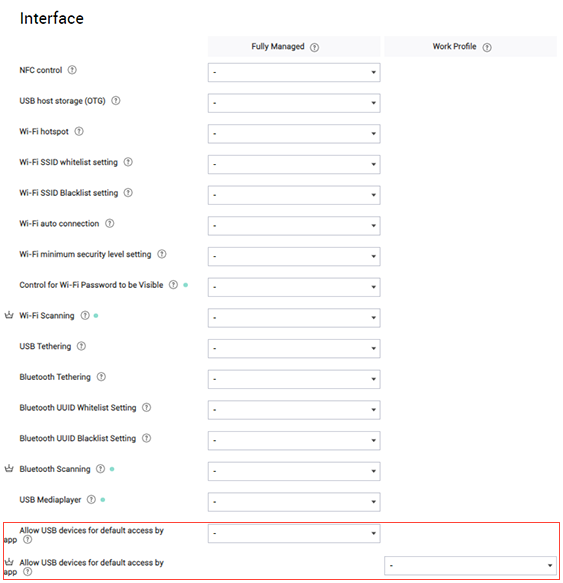 Interface
Fully Managed ? Work Profile ?
NFC control ? -
USB host storage (OTG) ? -
Wi-Fi hotspot ? -
Wi-Fi SSID whitelist setting ? -
Wi-Fi SSID Blacklist setting ? -
Wi-Fi auto connection ? -
Wi-Fi minimum security level setting ? -
Control for Wi-Fi Password to be Visible ? -
Wi-Fi Scanning ? -
USB Tethering ? -
Bluetooth Tethering ? -
Bluetooth UUID Whitelist Setting ? -
Bluetooth UUID Blacklist Setting ? -
Bluetooth Scanning ? -
USB Mediaplayer ? -
Allow USB devices for default access by -
app ?
Allow USB devices for default access by -
app ?